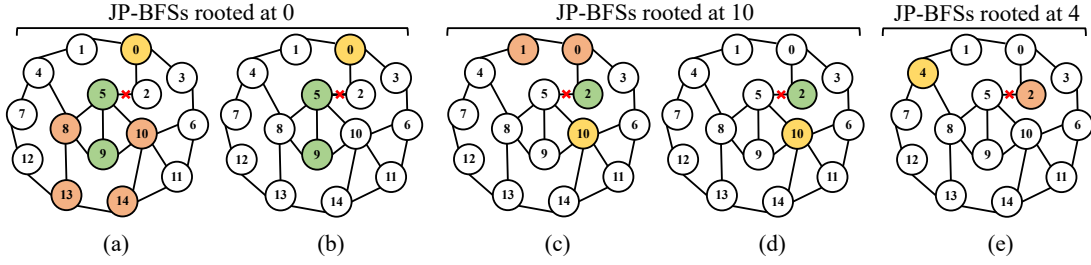 JP-BFSs rooted at 0
JP-BFSs rooted at 10
JP-BFSs rooted at 4
1 0 3 4 5 2 7 8 10 6 12 9 11 13 14
1 0 3 4 5 2 7 8 10 6 12 9 11 13 14
1 0 3 4 5 2 7 8 10 6 12 9 11 13 14
1 0 3 4 5 2 7 8 10 6 12 9 11 13 14
1 0 3 4 5 2 7 8 10 6 12 9 11 13 14
(a)
(b)
(c)
(d)
(e)